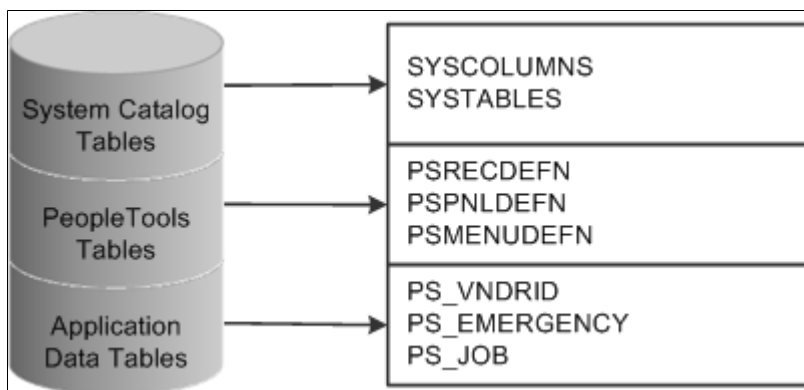 System Catalog
Tables
SYSCOLUMNS
SYSTABLES
PeopleTools
Tables
PSRECDEFN
PSPNLDEFN
PSMENUDEFN
Application
Data Tables
PS_VNDRID
PS_EMERGENCY
PS_JOB